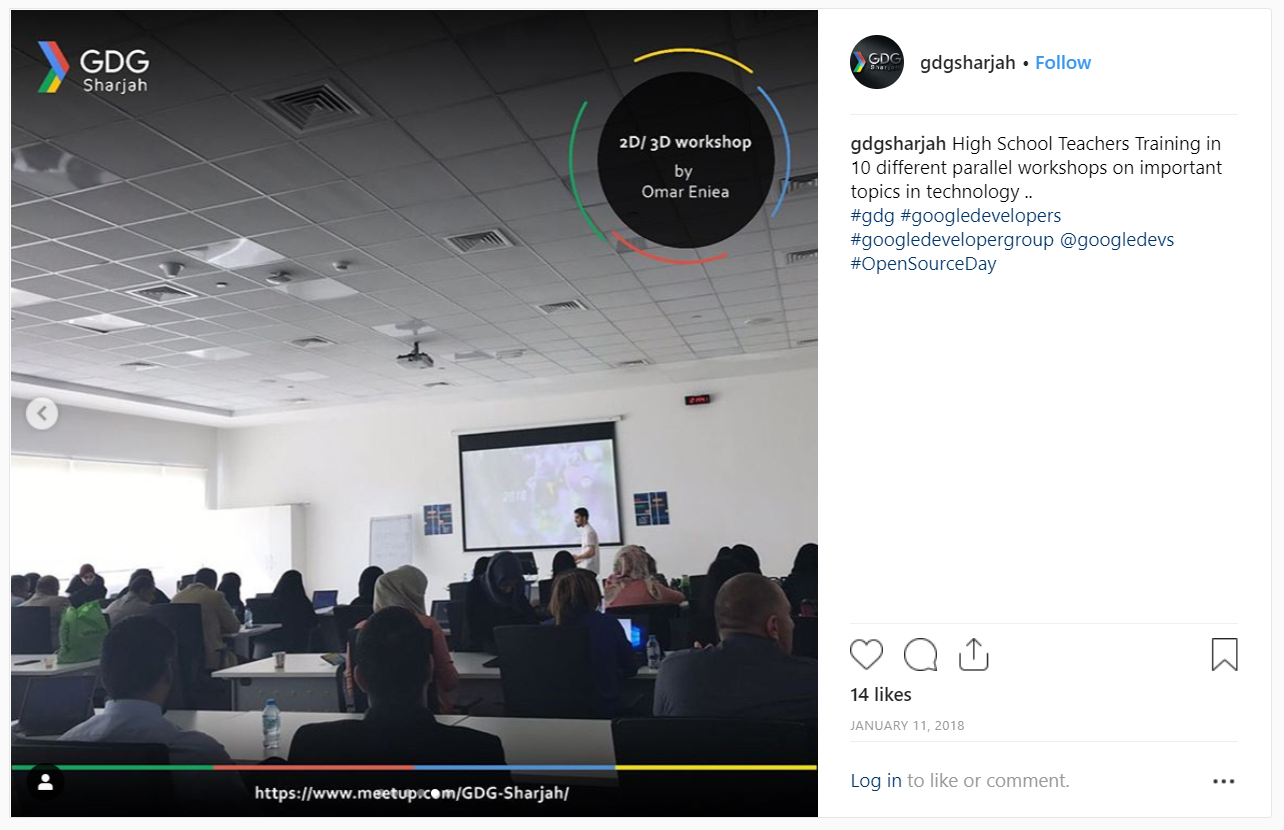 GDG
Sharjah
2D/ 3D workshop
by
Omar Eniea
2018
https://www.meetup.com/GDG-Sharjah/
gdgsharjah • Follow
gdgsharjah High School Teachers Training in
10 different parallel workshops on important
topics in technology ..
#gdg #googledevelopers
#googledevelopergroup @googledevs
#OpenSourceDay
14 likes
JANUARY 11, 2018
Log in to like or comment.